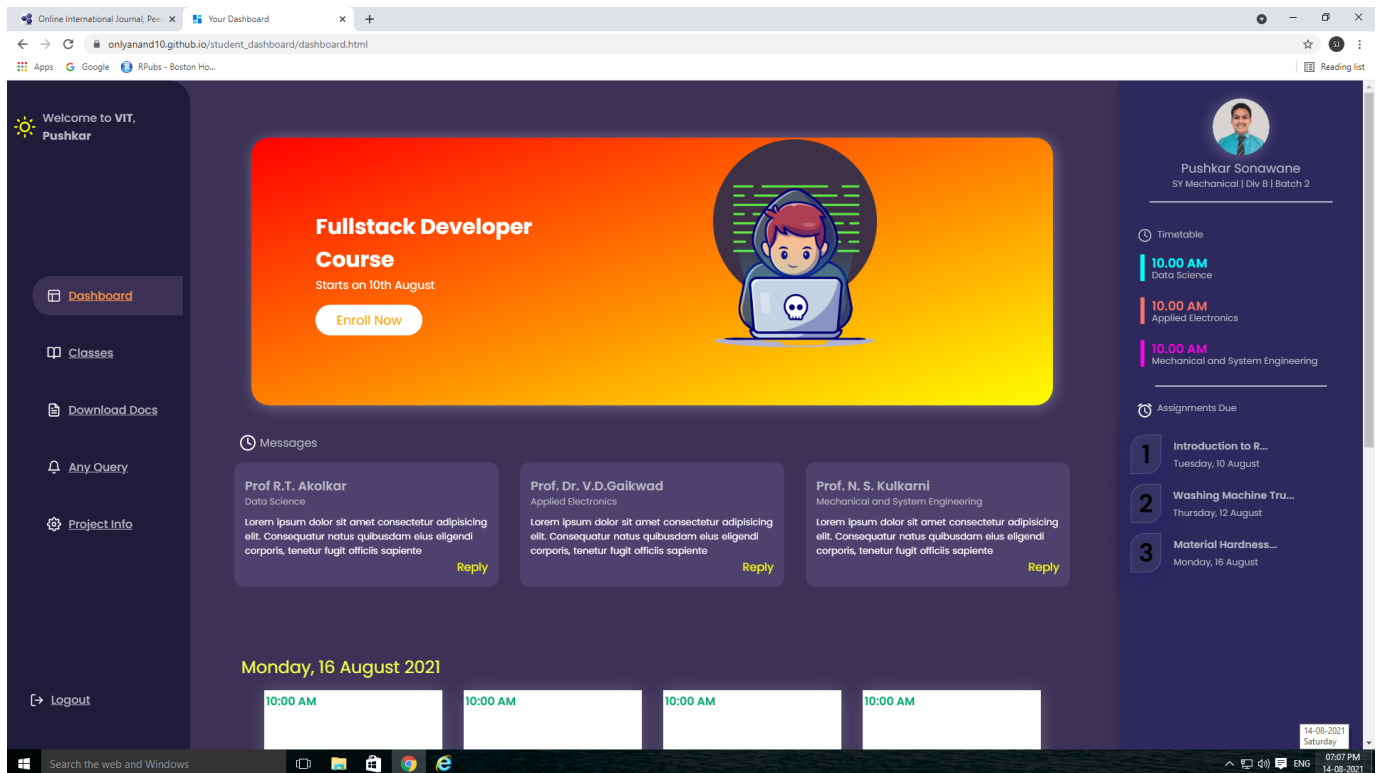 Online International Journal, Pee
Your Dashboard
onlyanand10.github.io/student_dashboard/dashboard.html
SJ
Apps
Google
RPubs - Boston Ho...
Reading list
Welcome to VIT,
Pushkar
Dashboard
Classes
Download Docs
Any Query
Project Info
Logout
Fullstack Developer
Course
Starts on 10th August
Enroll Now
Messages
Prof R.T. Akolkar
Data Science
Lorem ipsum dolor sit amet consectetur adipisicing
elit. Consequatur natus quibusdam eius eligendi
corporis, tenetur fugit officiis sapiente
Reply
Prof. Dr. V.D.Gaikwad
Applied Electronics
Lorem ipsum dolor sit amet consectetur adipisicing
elit. Consequatur natus quibusdam eius eligendi
corporis, tenetur fugit officiis sapiente
Reply
Prof. N. S. Kulkarni
Mechanical and System Engineering
Lorem ipsum dolor sit amet consectetur adipisicing
elit. Consequatur natus quibusdam eius eligendi
corporis, tenetur fugit officiis sapiente
Reply
Monday, 16 August 2021
10:00 AM
10:00 AM
10:00 AM
10:00 AM
Pushkar Sonawane
SY Mechanical | Div B | Batch 2
Timetable
10.00 AM
Data Science
10.00 AM
Applied Electronics
10.00 AM
Mechanical and System Engineering
Assignments Due
1
Introduction to R...
Tuesday, 10 August
2
Washing Machine Tru...
Thursday, 12 August
3
Material Hardness...
Monday, 16 August
14-08-2021
Saturday
Search the web and Windows
ENG
07:07 PM
14-08-2021